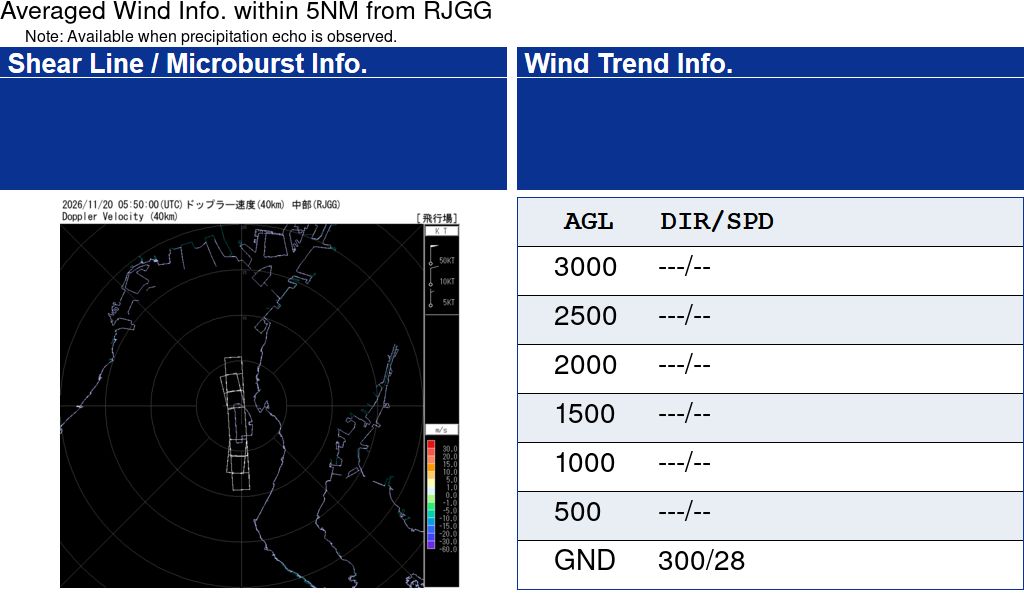 Averaged Wind Info. within 5NM from RJGG
Note: Available when precipitation echo is observed.
Shear Line / Microburst Info.
Wind Trend Info.
2026/11/20 05:50:00(UTC) ドップラー速度(40km) 中部(RJGG)
Doppler Velocity (40km)
[飛行場]
KT
50KT
10KT
5KT
m/s
30.0
20.0
15.0
10.0
5.0
1.0
0.0
-1.0
-5.0
-10.0
-15.0
-20.0
-30.0
-60.0
AGL DIR/SPD
3000 ---/--
2500 ---/--
2000 ---/--
1500 ---/--
1000 ---/--
500 ---/--
GND 300/28